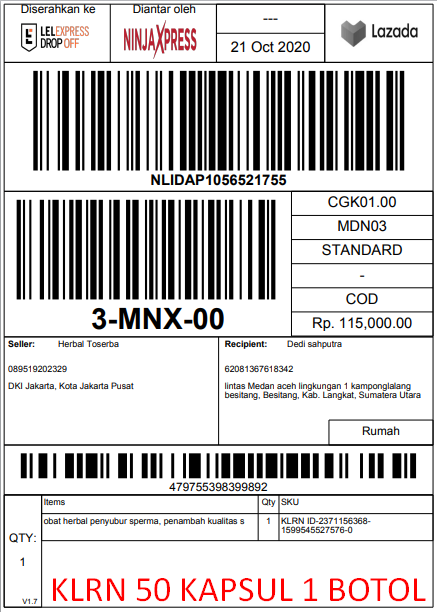 Diserahkan ke
LEL EXPRESS
DROP OFF
Diantar oleh
NINJAXPRESS
---
21 Oct 2020
Lazada
NLIDAP1056521755
3-MNX-00
CGK01.00
MDN03
STANDARD
-
COD
Rp. 115,000.00
Seller: Herbal Toserba
089519202329
DKI Jakarta, Kota Jakarta Pusat
Recipient: Dedi sahputra
62081367618342
lintas Medan aceh lingkungan 1 kamponglalang
besitang, Besitang, Kab. Langkat, Sumatera Utara
Rumah
479755398399892
Items Qty SKU
obat herbal penyubur sperma, penambah kualitas s 1 KLRN ID-2371156368-
1599545527576-0
QTY:
1
V1.7
KLRN 50 KAPSUL 1 BOTOL